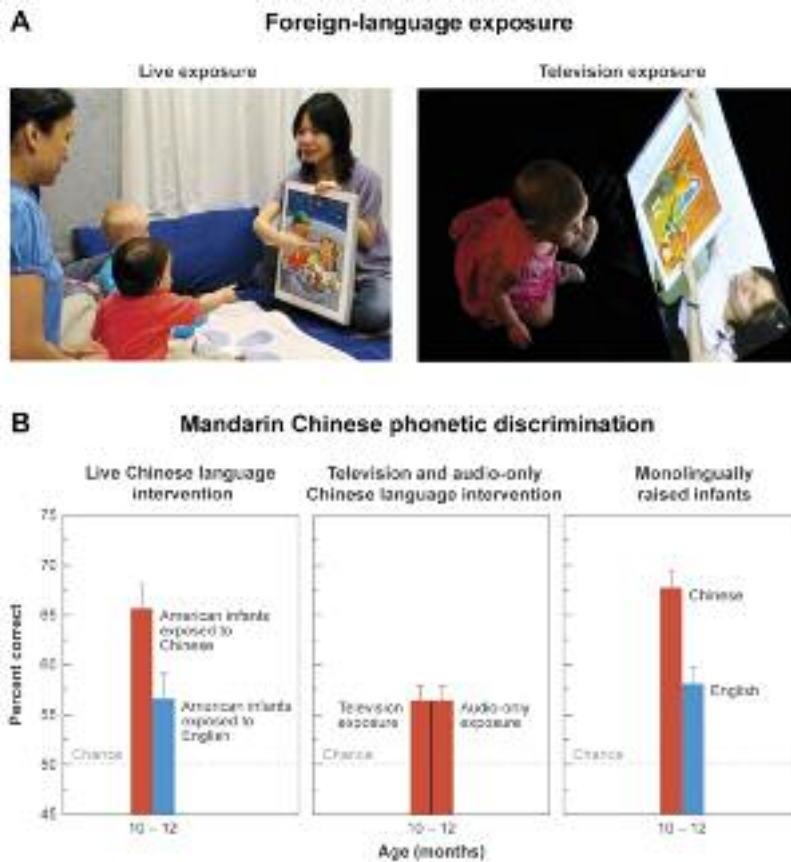 A
Foreign-language exposure
Live exposure
Television exposure
B
Mandarin Chinese phonetic discrimination
Live Chinese language
intervention
Television and audio-only
Chinese language intervention
Monolingually
raised infants
Percent correct
75
70
65
60
55
50
45
American infants
exposed to
Chinese
American infants
exposed to
English
Chance
10 – 12
Television
exposure
Audio-only
exposure
Chance
10 – 12
Chinese
English
Chance
10 – 12
Age (months)